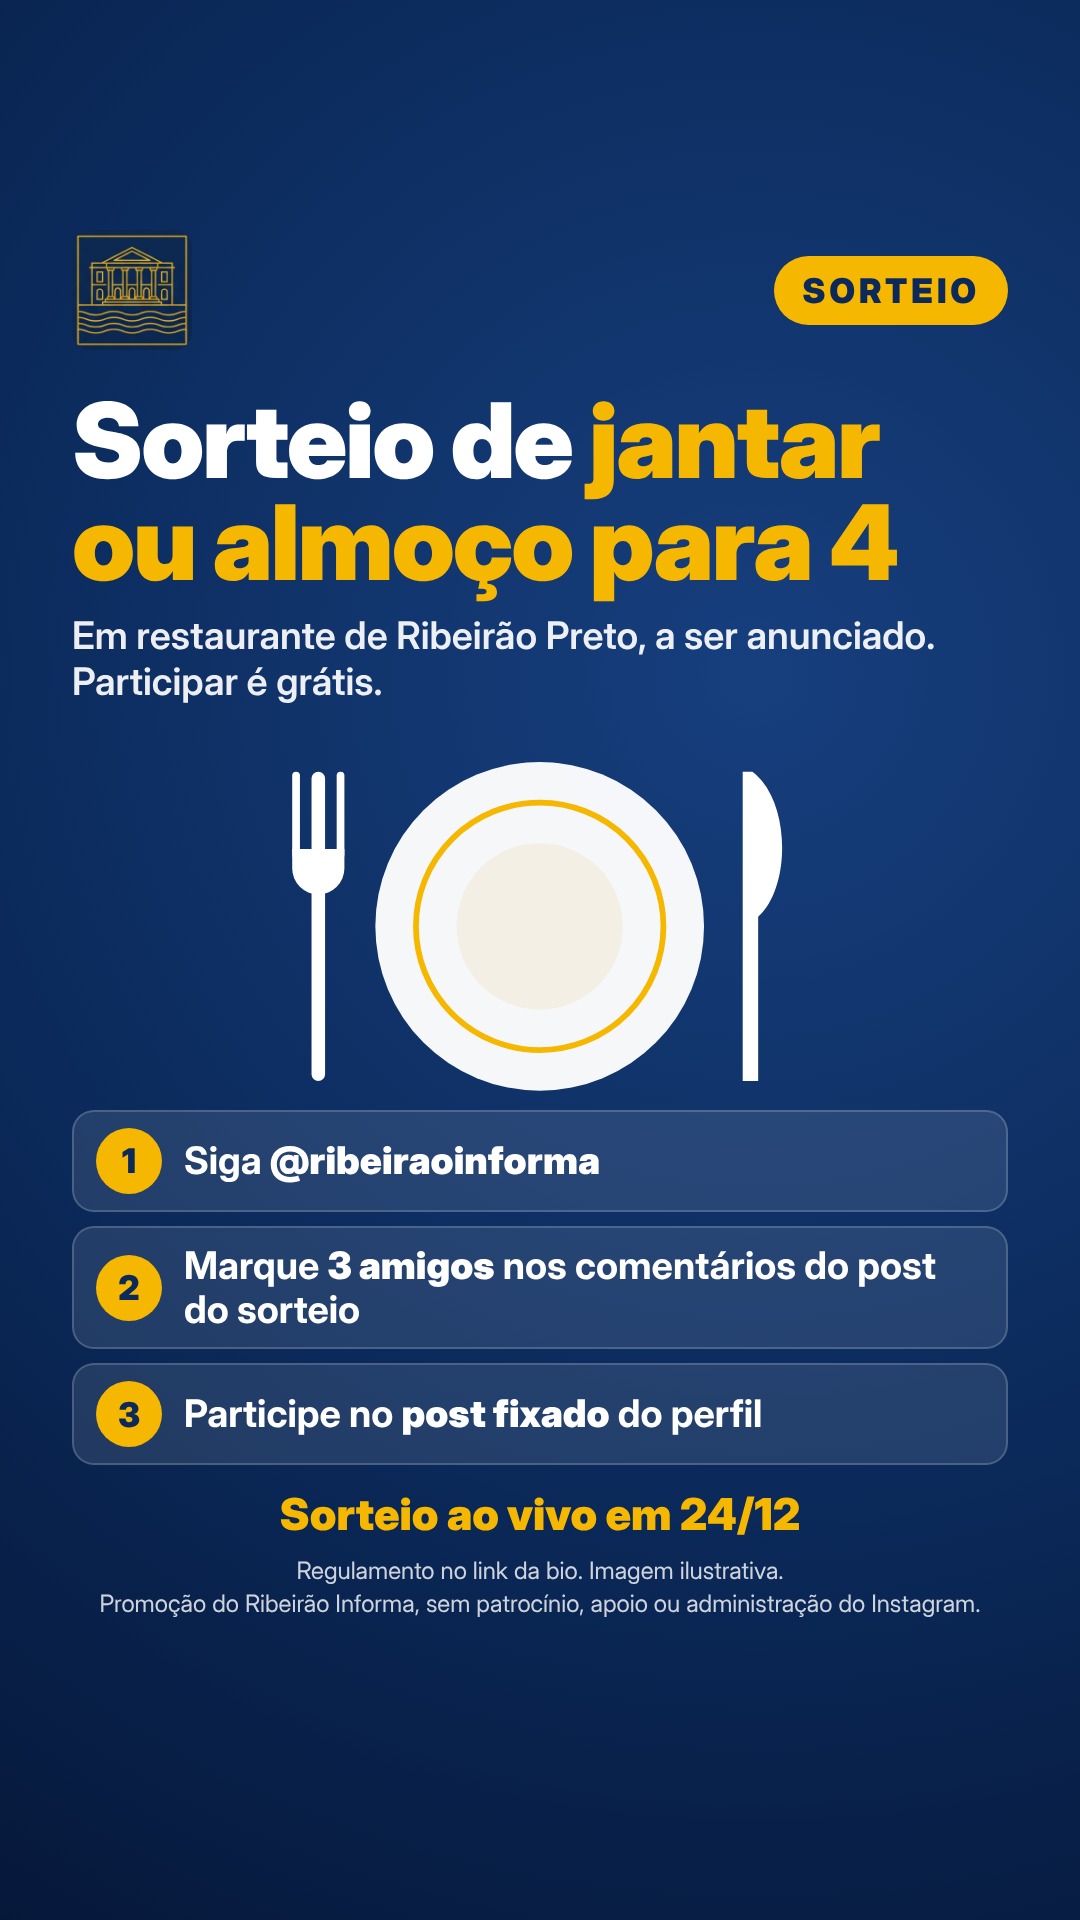 SORTEIO
Sorteio de jantar
ou almoço para 4
Em restaurante de Ribeirão Preto, a ser anunciado.
Participar é grátis.
1 Siga @ribeiraoinforma
2 Marque 3 amigos nos comentários do post
do sorteio
3 Participe no post fixado do perfil
Sorteio ao vivo em 24/12
Regulamento no link da bio. Imagem ilustrativa.
Promoção do Ribeirão Informa, sem patrocínio, apoio ou administração do Instagram.